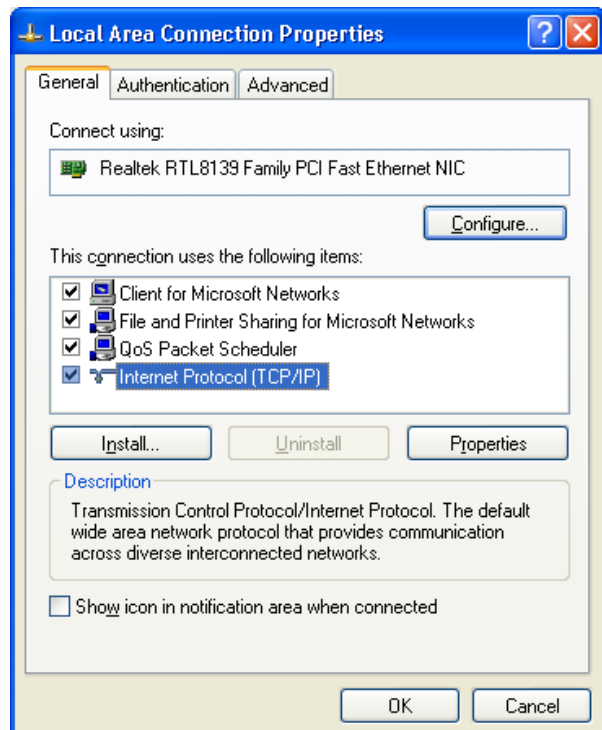 Local Area Connection Properties
General Authentication Advanced
Connect using:
Realtek RTL8139 Family PCI Fast Ethernet NIC
Configure...
This connection uses the following items:
Client for Microsoft Networks
File and Printer Sharing for Microsoft Networks
QoS Packet Scheduler
Internet Protocol (TCP/IP)
Install... Uninstall Properties
Description
Transmission Control Protocol/Internet Protocol. The default
wide area network protocol that provides communication
across diverse interconnected networks.
Show icon in notification area when connected
OK Cancel